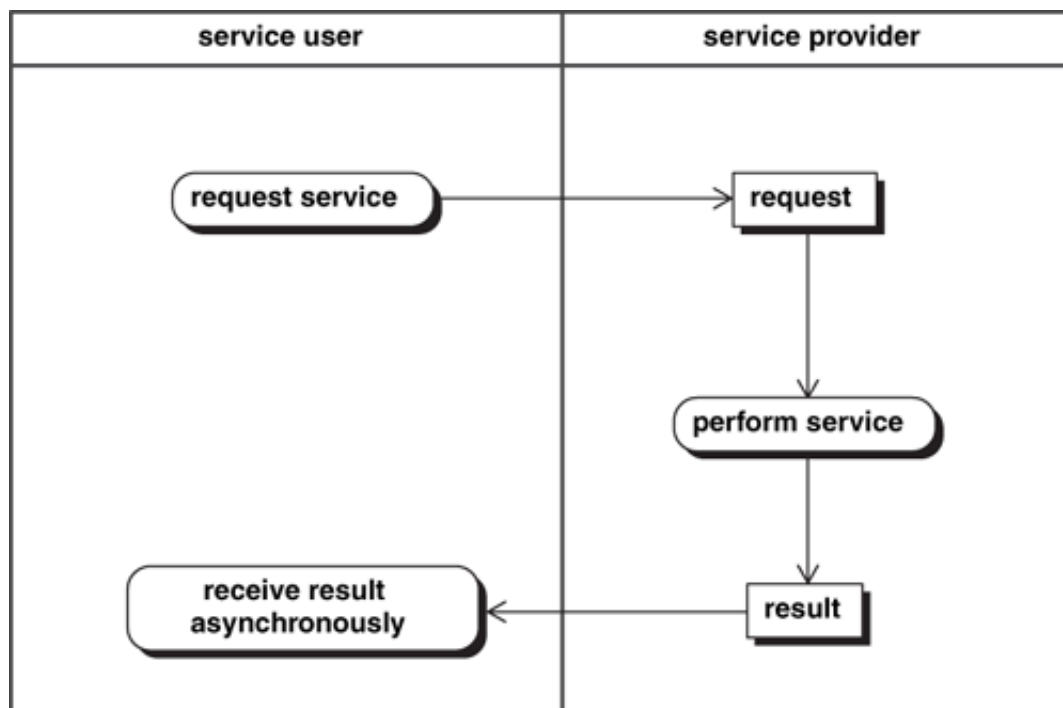 service user
service provider
request service
request
perform service
receive result
asynchronously
result